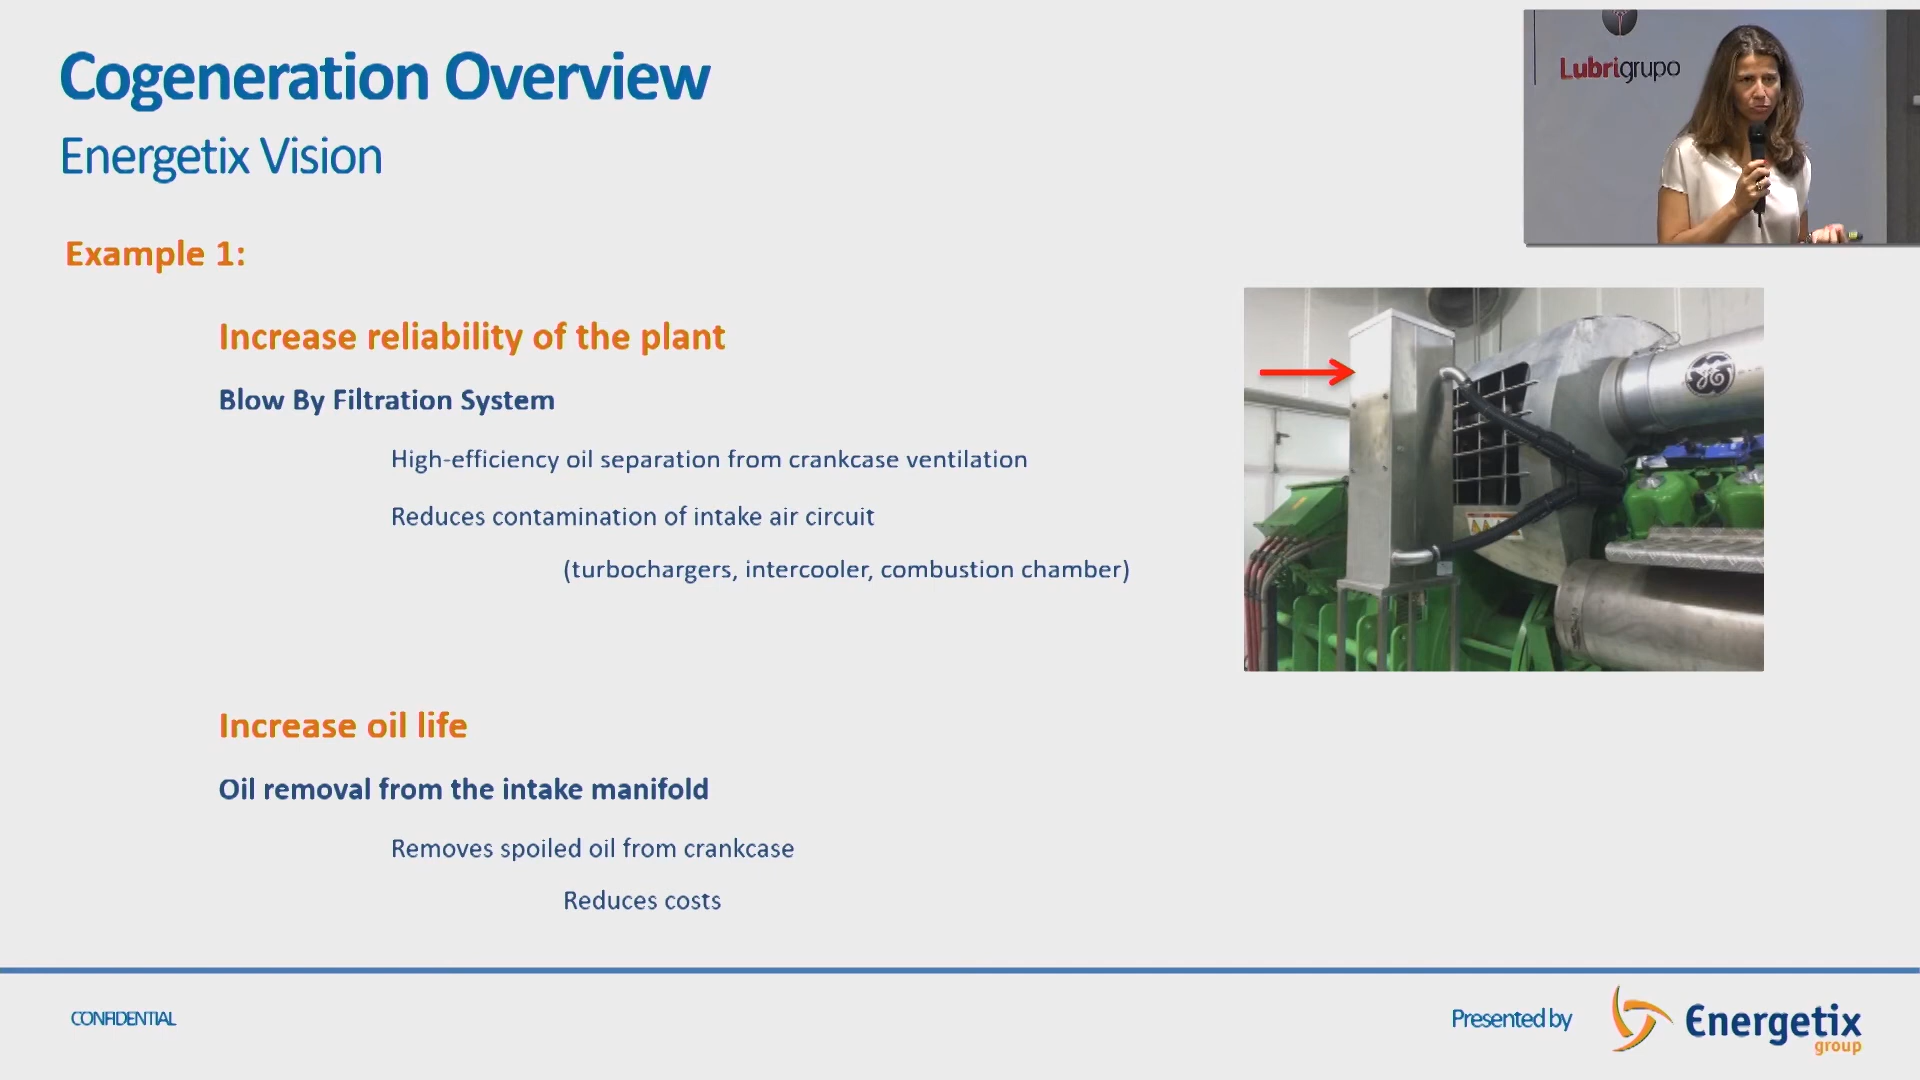 Cogeneration Overview
Energetix Vision
Lubrigrupo
Example 1:
Increase reliability of the plant
Blow By Filtration System
High-efficiency oil separation from crankcase ventilation
Reduces contamination of intake air circuit
(turbochargers, intercooler, combustion chamber)
GE
Increase oil life
Oil removal from the intake manifold
Removes spoiled oil from crankcase
Reduces costs
CONFIDENTIAL
Presented by
Energetix
group